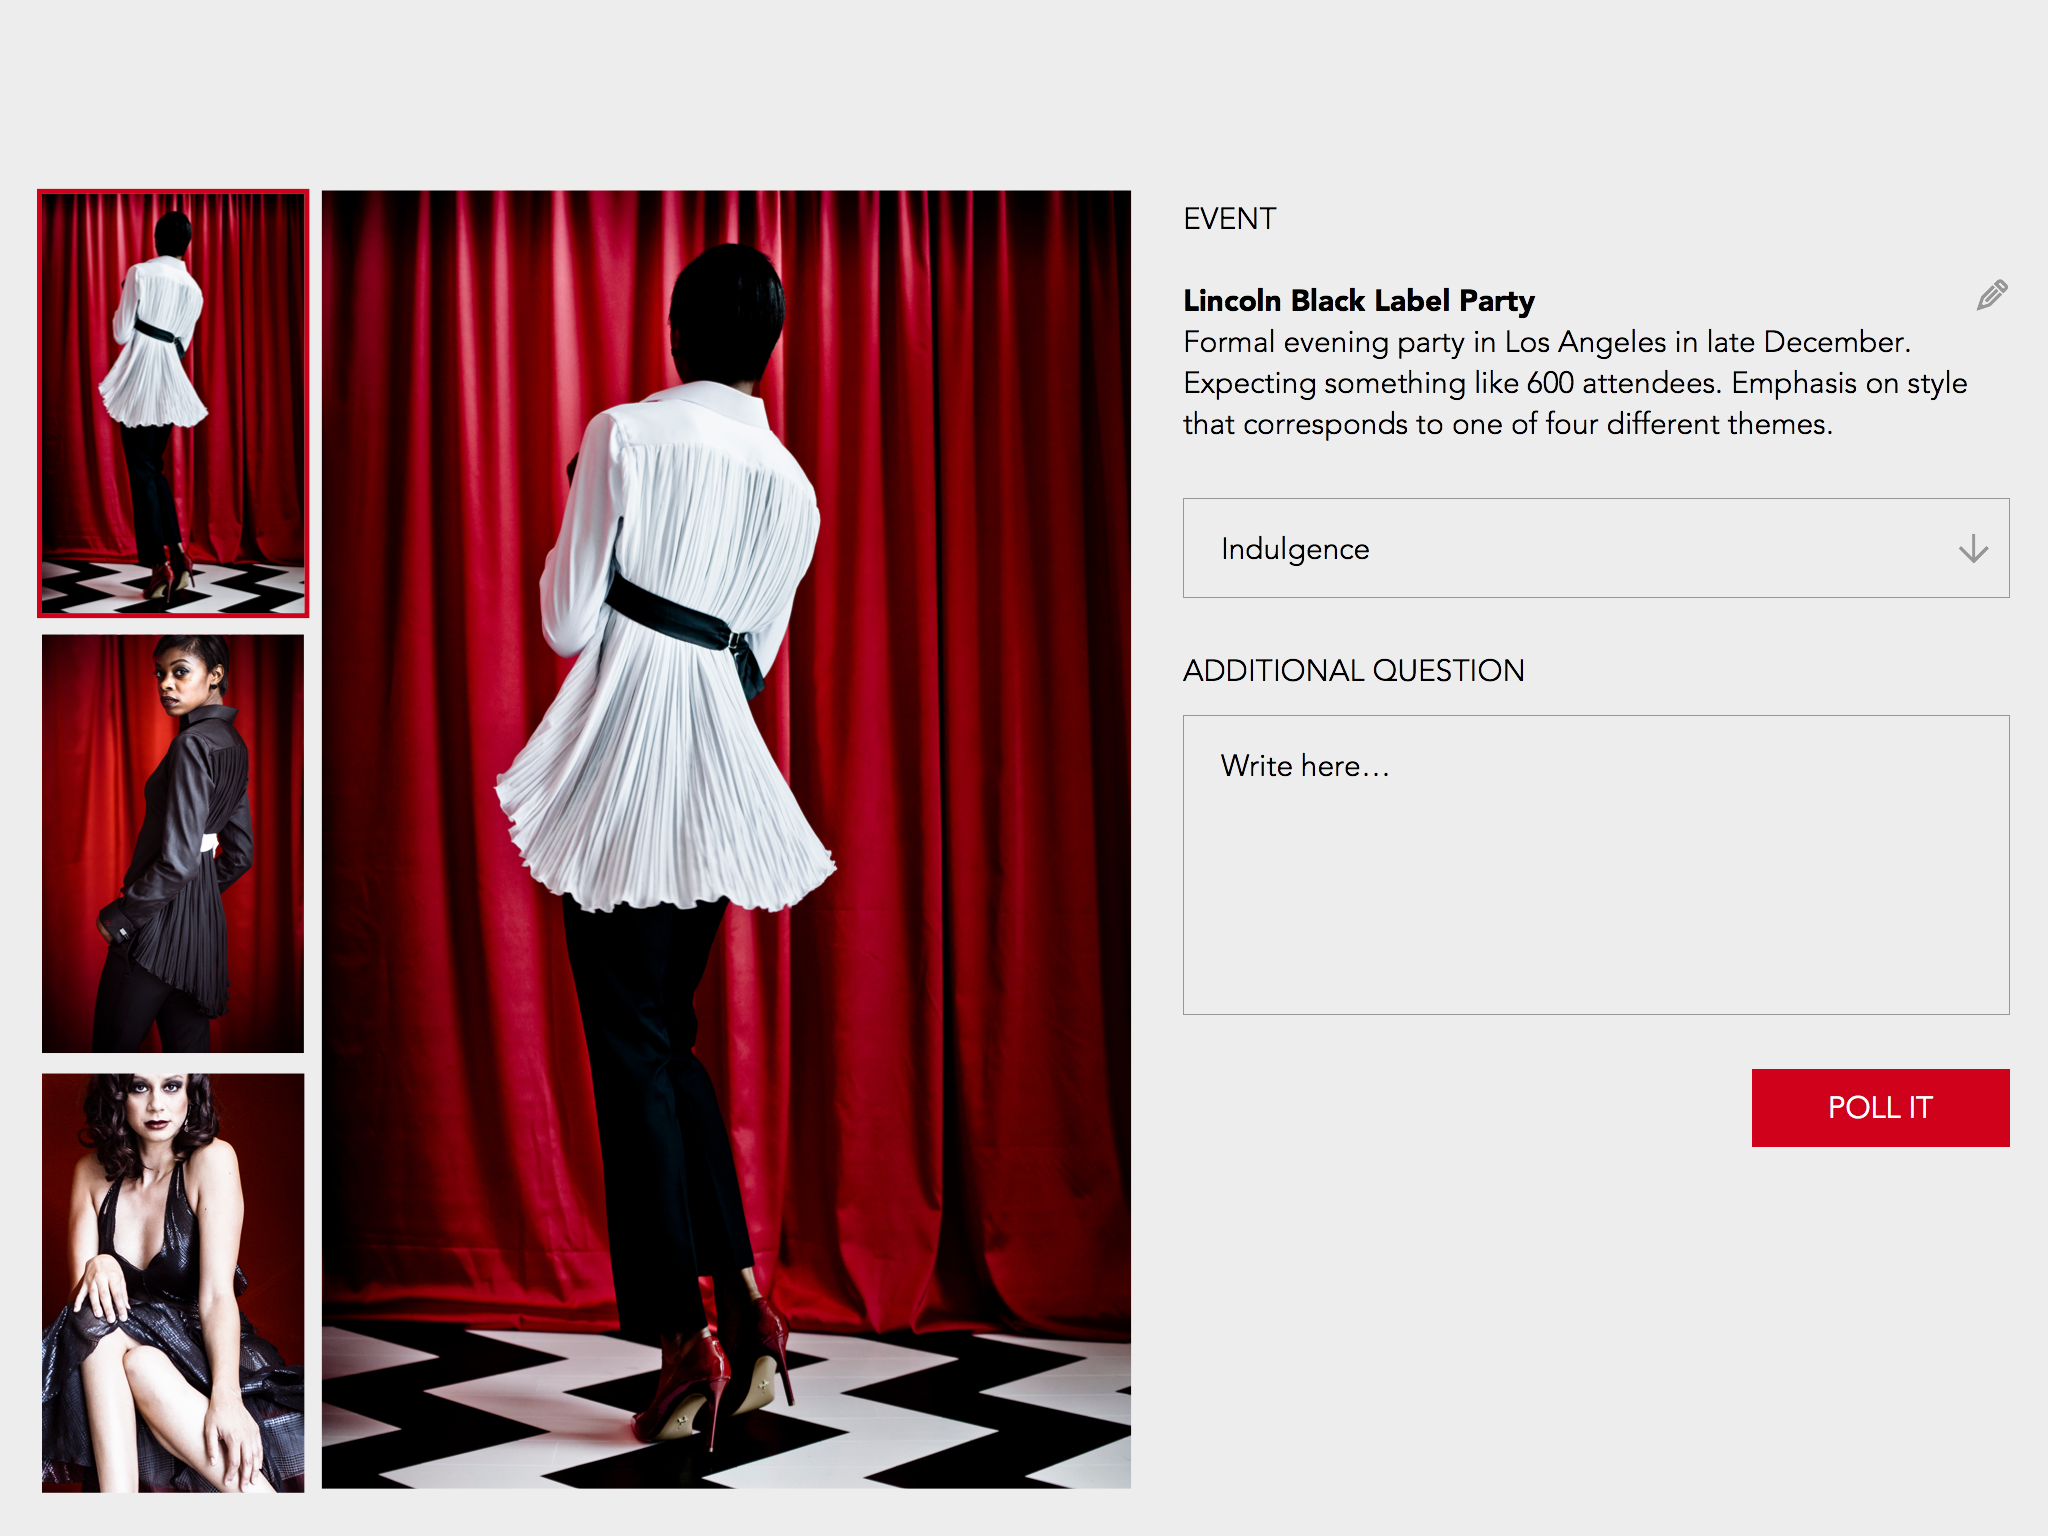 EVENT
Lincoln Black Label Party
Formal evening party in Los Angeles in late December.
Expecting something like 600 attendees. Emphasis on style
that corresponds to one of four different themes.
Indulgence
ADDITIONAL QUESTION
Write here…
POLL IT